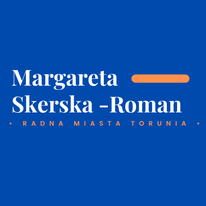 Margareta
Skerska -Roman
• RADNA MIASTA TORUNIA •